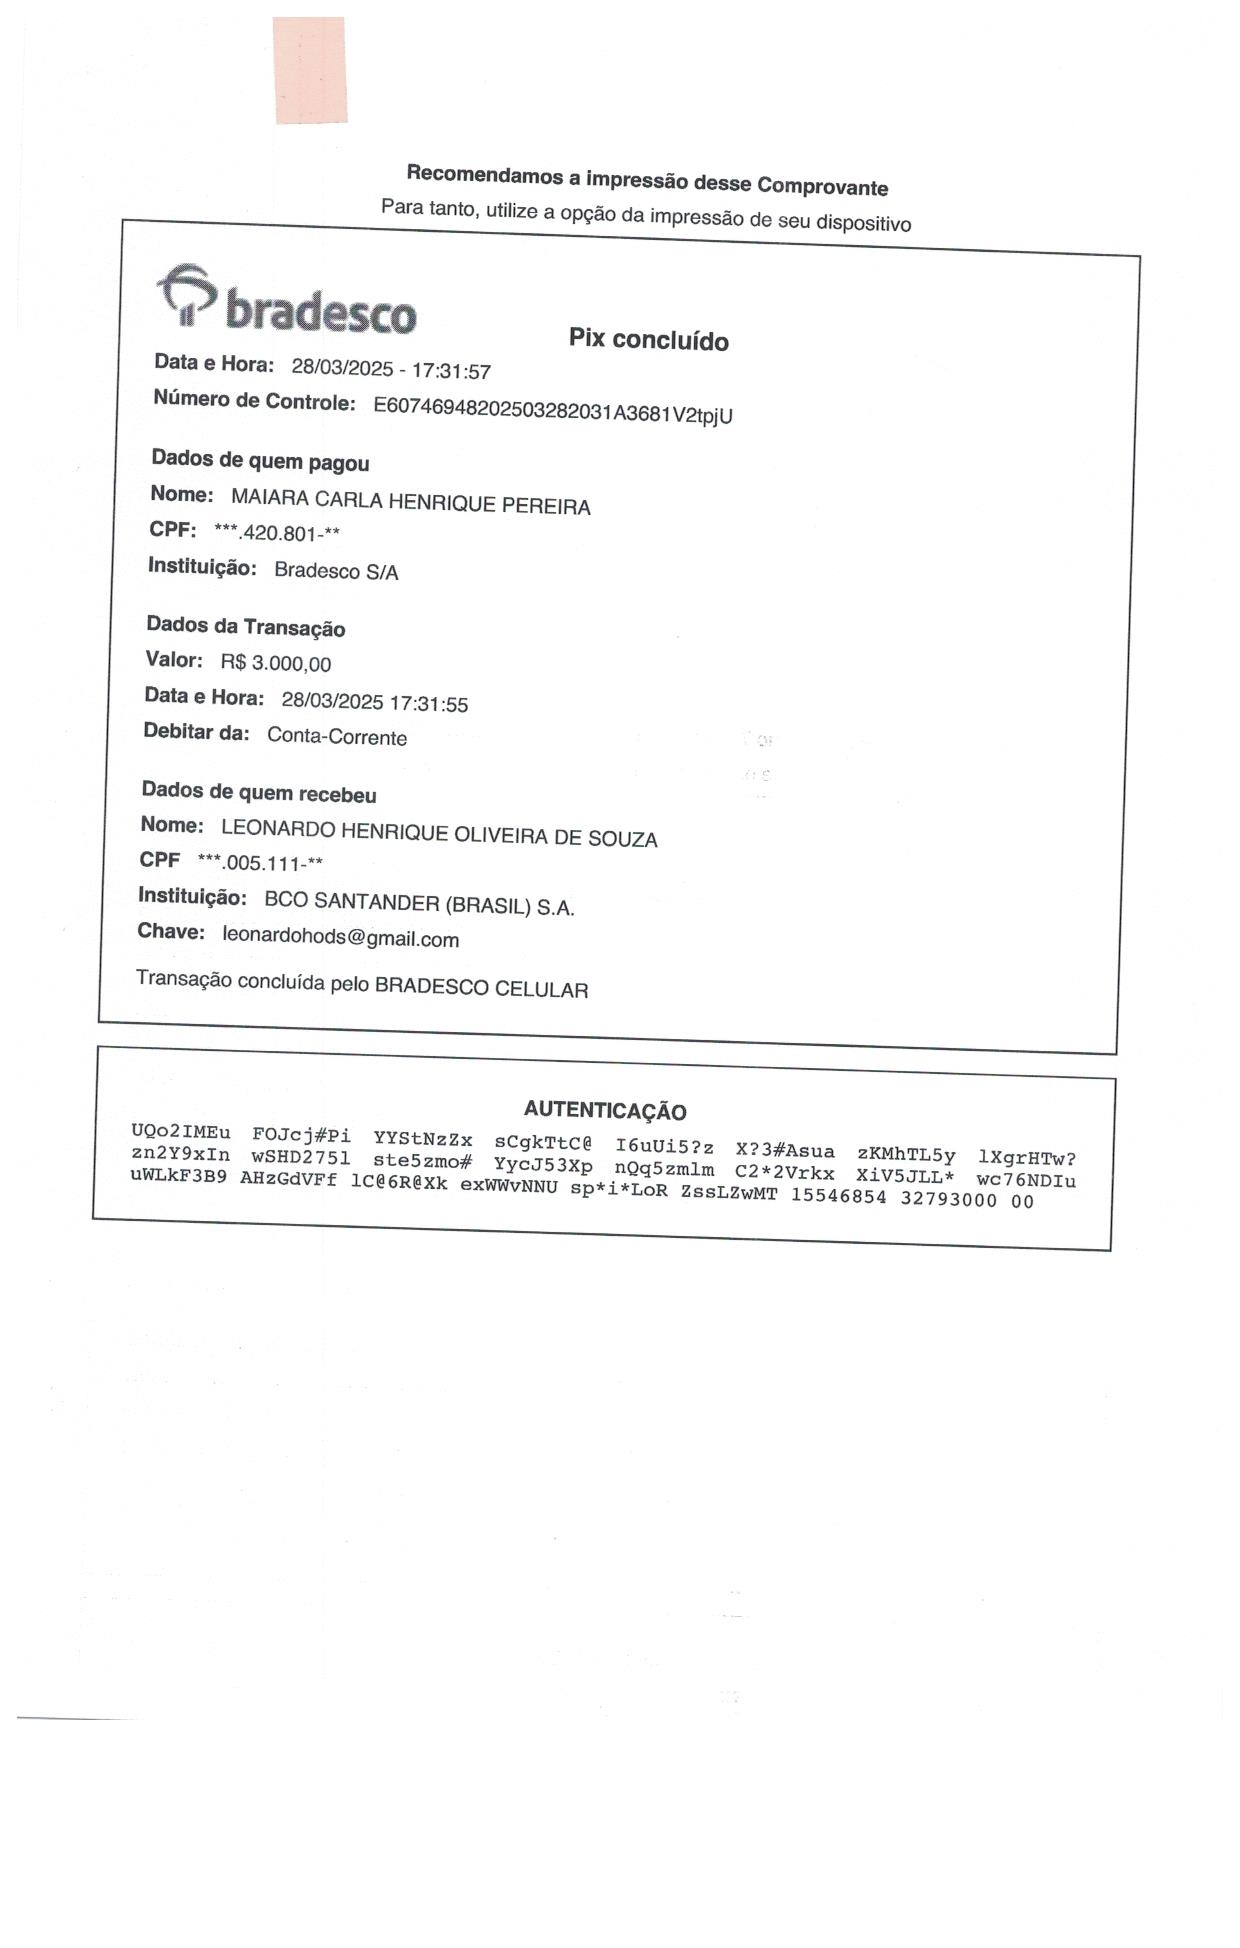 Recomendamos a impressão desse Comprovante
Para tanto, utilize a opção da impressão de seu dispositivo
bradesco
Pix concluído
Data e Hora: 28/03/2025 - 17:31:57
Número de Controle: E60746948202503282031A3681V2tpjU
Dados de quem pagou
Nome: MAIARA CARLA HENRIQUE PEREIRA
CPF: ***.420.801-**
Instituição: Bradesco S/A
Dados da Transação
Valor: R$ 3.000,00
Data e Hora: 28/03/2025 17:31:55
Debitar da: Conta-Corrente
Dados de quem recebeu
Nome: LEONARDO HENRIQUE OLIVEIRA DE SOUZA
CPF ***.005.111-**
Instituição: BCO SANTANDER (BRASIL) S.A.
Chave: leonardohods@gmail.com
Transação concluída pelo BRADESCO CELULAR
AUTENTICAÇÃO
UQo2IMEu FOJcj#Pi YYStNzZx sCgkTtC@ I6uUi5?z X?3#Asua zKMhTL5y lXgrHTw?
zn2Y9xIn wSHD275l ste5zmo# YycJ53Xp nQq5zmlm C2*2Vrkx XiV5JLL* wc76NDIu
uWLkF3B9 AHzGdVFf lC@6R@Xk exWWvNNU sp*i*LoR ZssLZwMT 15546854 32793000 00